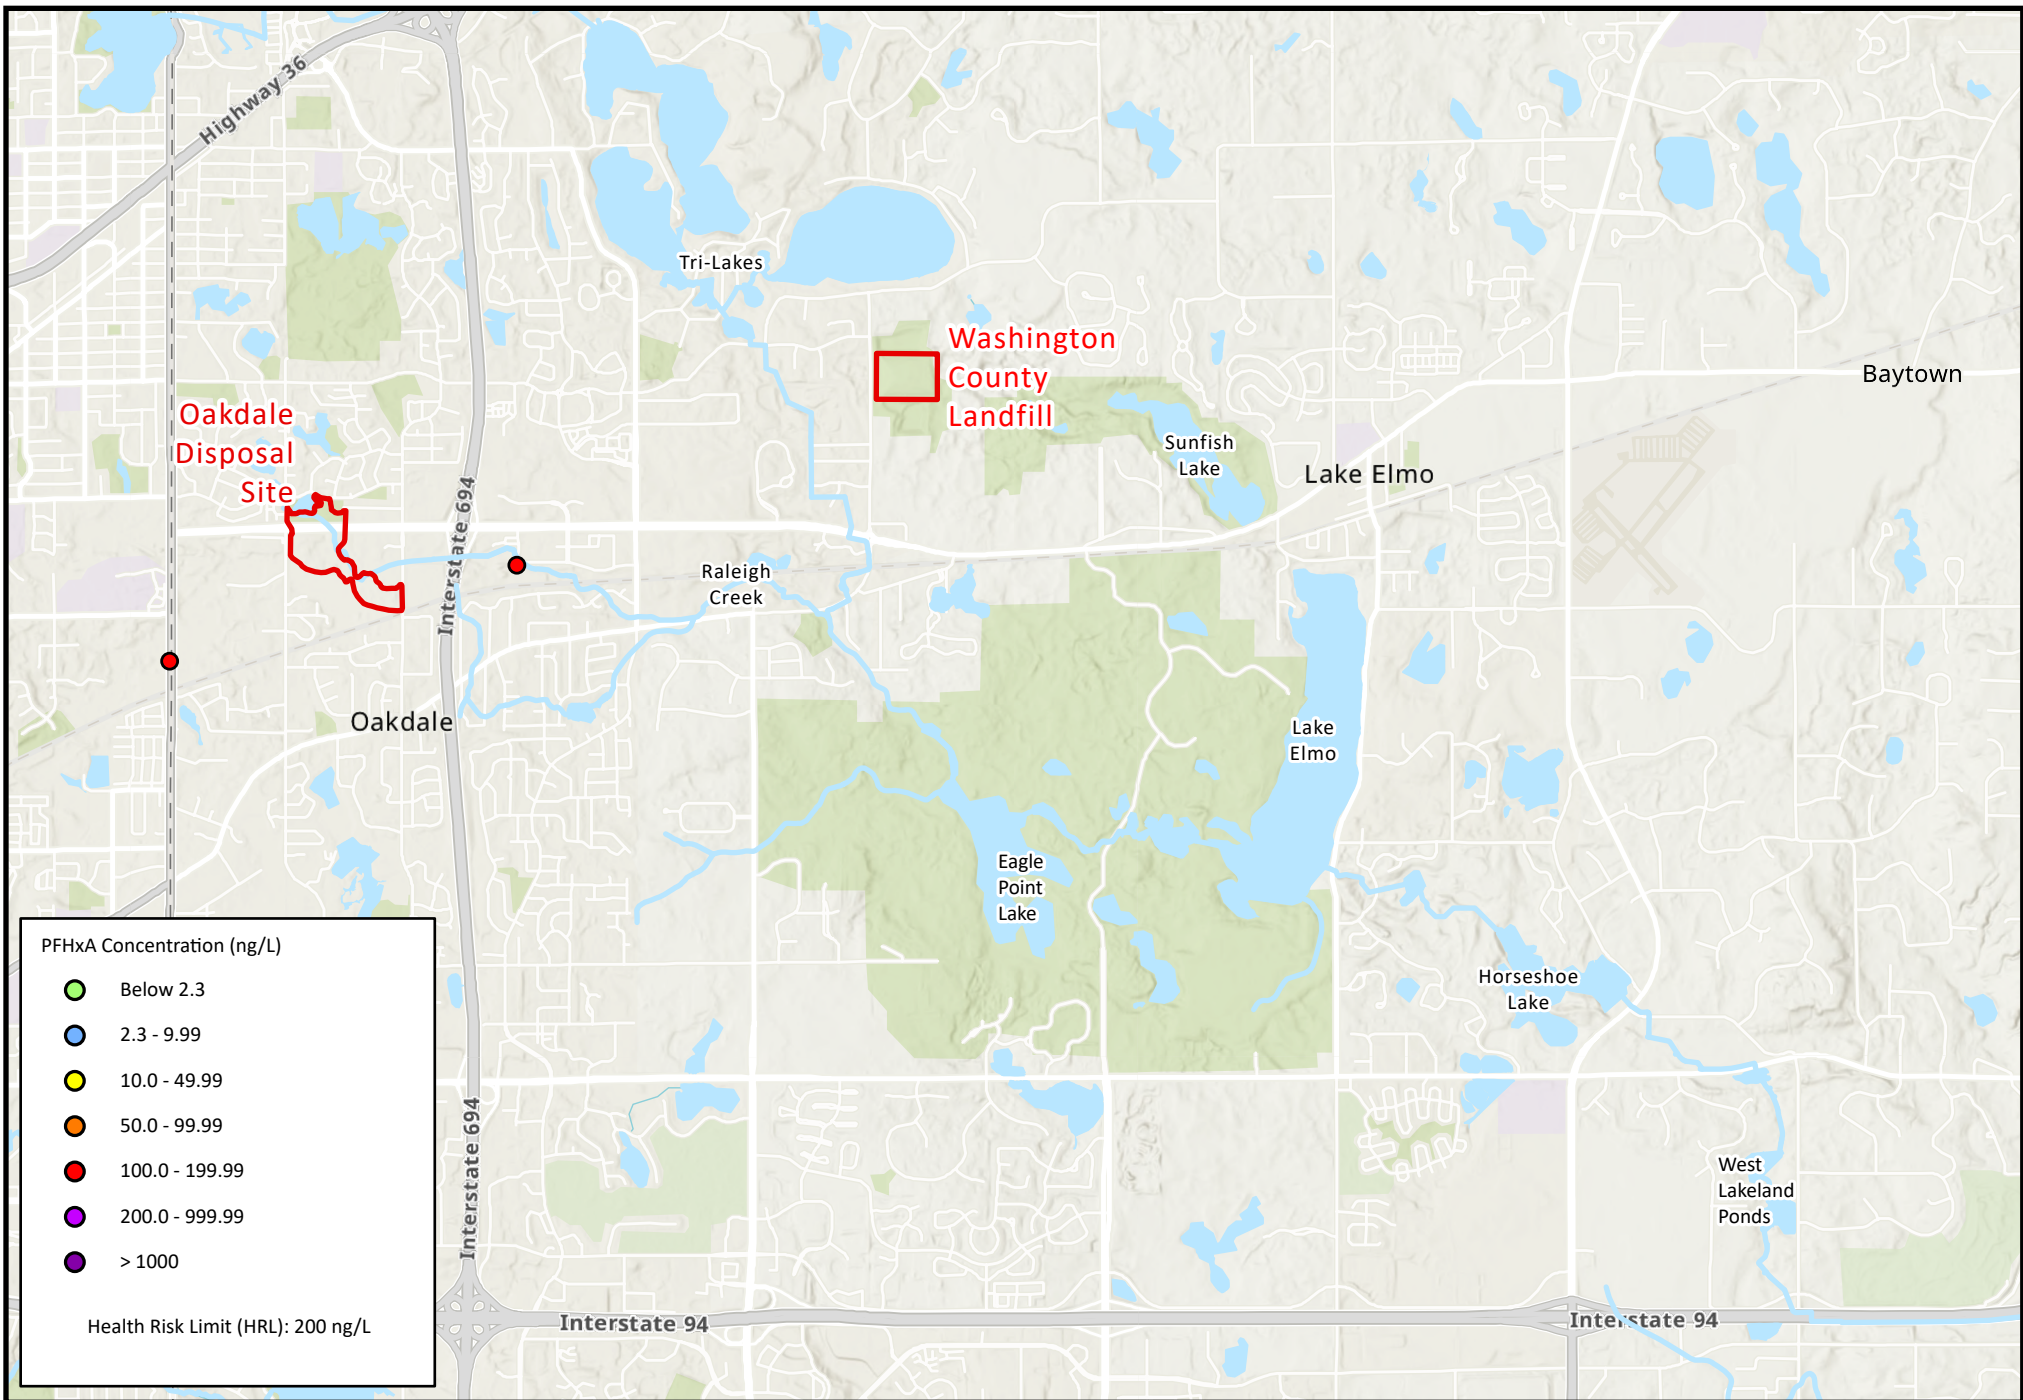 Highway 36
Tri-Lakes
Washington
County
Landfill
Baytown
Oakdale
Disposal
Site
Sunfish
Lake
Lake Elmo
Interstate 694
Raleigh
Creek
Oakdale
Lake
Elmo
Eagle
Point
Lake
Horseshoe
Lake
West
Lakeland
Ponds
Interstate 694
Interstate 94
Interstate 94
PFHxA Concentration (ng/L)
Below 2.3
2.3 - 9.99
10.0 - 49.99
50.0 - 99.99
100.0 - 199.99
200.0 - 999.99
> 1000
Health Risk Limit (HRL): 200 ng/L